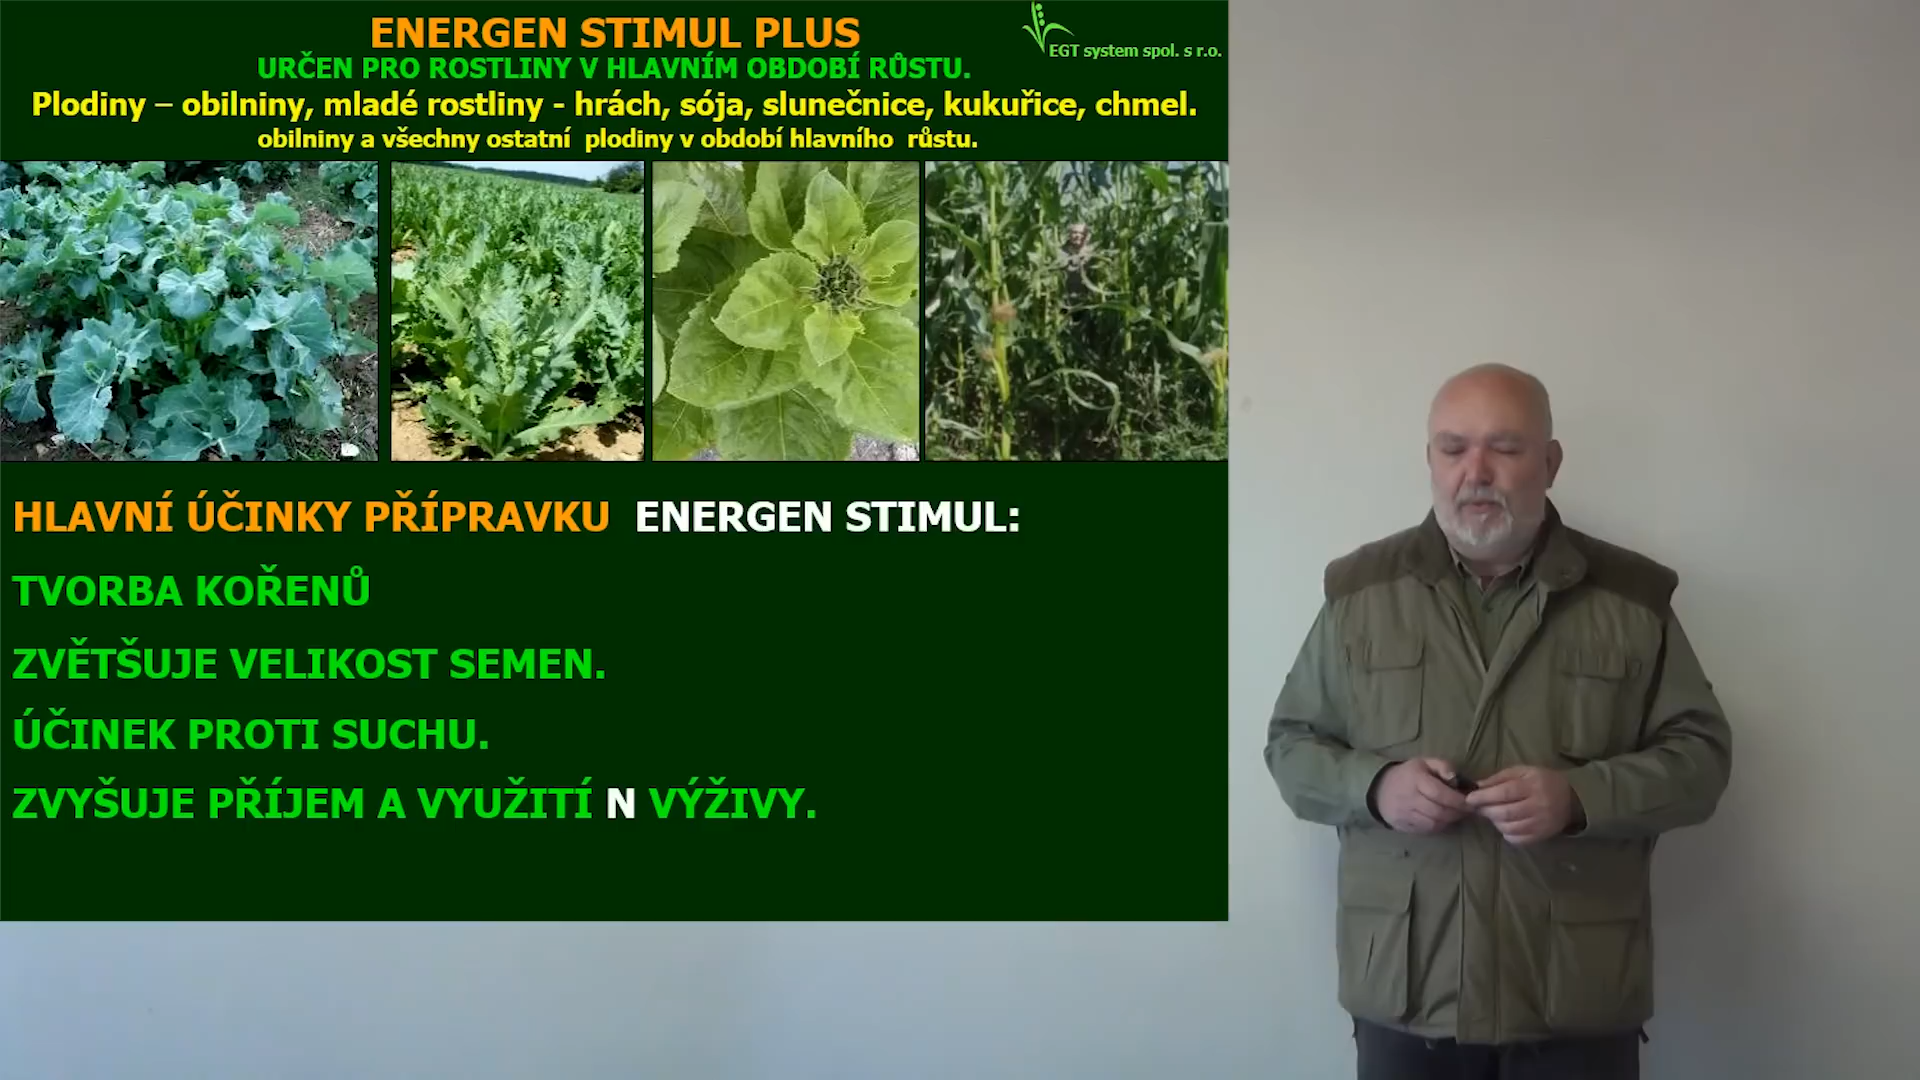 ENERGEN STIMUL PLUS
EGT system spol. s r.o.
URČEN PRO ROSTLINY V HLAVNÍM OBDOBÍ RŮSTU.
Plodiny – obilniny, mladé rostliny - hrách, sója, slunečnice, kukuřice, chmel.
obilniny a všechny ostatní plodiny v období hlavního růstu.
HLAVNÍ ÚČINKY PŘÍPRAVKU ENERGEN STIMUL:
TVORBA KOŘENŮ
ZVĚTŠUJE VELIKOST SEMEN.
ÚČINEK PROTI SUCHU.
ZVYŠUJE PŘÍJEM A VYUŽITÍ N VÝŽIVY.